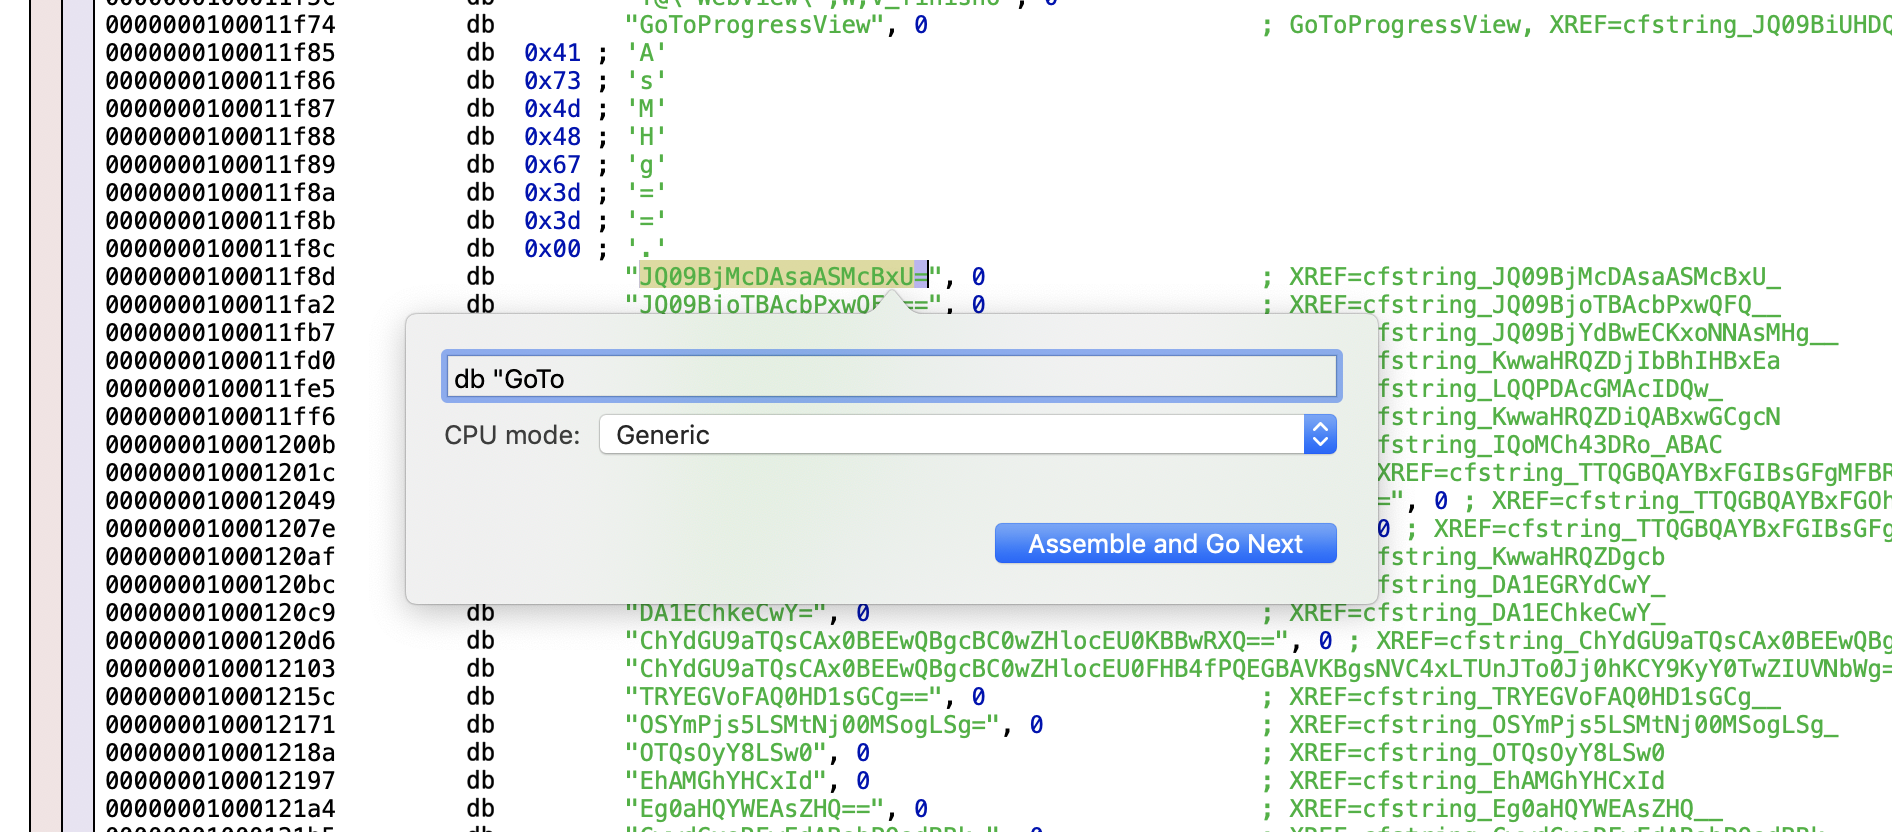 0000000100011f74 db "GoToProgressView", 0 ; GoToProgressView, XREF=cfstring_JQ09BiUHDQ
0000000100011f85 db 0x41 ; 'A'
0000000100011f86 db 0x73 ; 's'
0000000100011f87 db 0x4d ; 'M'
0000000100011f88 db 0x48 ; 'H'
0000000100011f89 db 0x67 ; 'g'
0000000100011f8a db 0x3d ; '='
0000000100011f8b db 0x3d ; '='
0000000100011f8c db 0x00 ; '.'
0000000100011f8d db "JQ09BjMcDAsaASMcBxU=", 0 ; XREF=cfstring_JQ09BjMcDAsaASMcBxU_
0000000100011fa2 db "JQ09BjoTBAcbPxwQF ==", 0 ; XREF=cfstring_JQ09BjoTBAcbPxwQFQ__
0000000100011fb7 fstring_JQ09BjYdBwECKxoNNAsMHg__
0000000100011fd0 fstring_KwwaHRQZDjIbBhIHBxEa
0000000100011fe5 fstring_LQQPDAcGMAcIDQw_
0000000100011ff6 fstring_KwwaHRQZDiQABxwGCgcN
000000010001200b fstring_IQoMCh43DRo_ABAC
000000010001201c XREF=cfstring_TTQGBQAYBxFGIBsGFgMFBR
0000000100012049 =", 0 ; XREF=cfstring_TTQGBQAYBxFGOh
000000010001207e 0 ; XREF=cfstring_TTQGBQAYBxFGIBsGFg
00000001000120af fstring_KwwaHRQZDgcb
00000001000120bc fstring_DA1EGRYdCwY_
db "GoTo
CPU mode: Generic
Assemble and Go Next
00000001000120c9 db "DA1EChkeCwY=", 0 ; XREF=cfstring_DA1EChkeCwY_
00000001000120d6 db "ChYdGU9aTQsCAx0BEEwQBgcBC0wZHlocEU0KBBwRXQ==", 0 ; XREF=cfstring_ChYdGU9aTQsCAx0BEEwQBg
0000000100012103 db "ChYdGU9aTQsCAx0BEEwQBgcBC0wZHlocEU0FHB4fPQEGBAVKBgsNVC4xLTUnJTo0Jj0hKCY9KyY0TwZIUVNbWg=
000000010001215c db "TRYEGVoFAQ0HD1sGCg==", 0 ; XREF=cfstring_TRYEGVoFAQ0HD1sGCg__
0000000100012171 db "OSYmPjs5LSMtNj00MSogLSg=", 0 ; XREF=cfstring_OSYmPjs5LSMtNj00MSogLSg_
000000010001218a db "OTQsOyY8LSw0", 0 ; XREF=cfstring_OTQsOyY8LSw0
0000000100012197 db "EhAMGhYHCxId", 0 ; XREF=cfstring_EhAMGhYHCxId
00000001000121a4 db "Eg0aHQYWEAsZHQ==", 0 ; XREF=cfstring_Eg0aHQYWEAsZHQ__